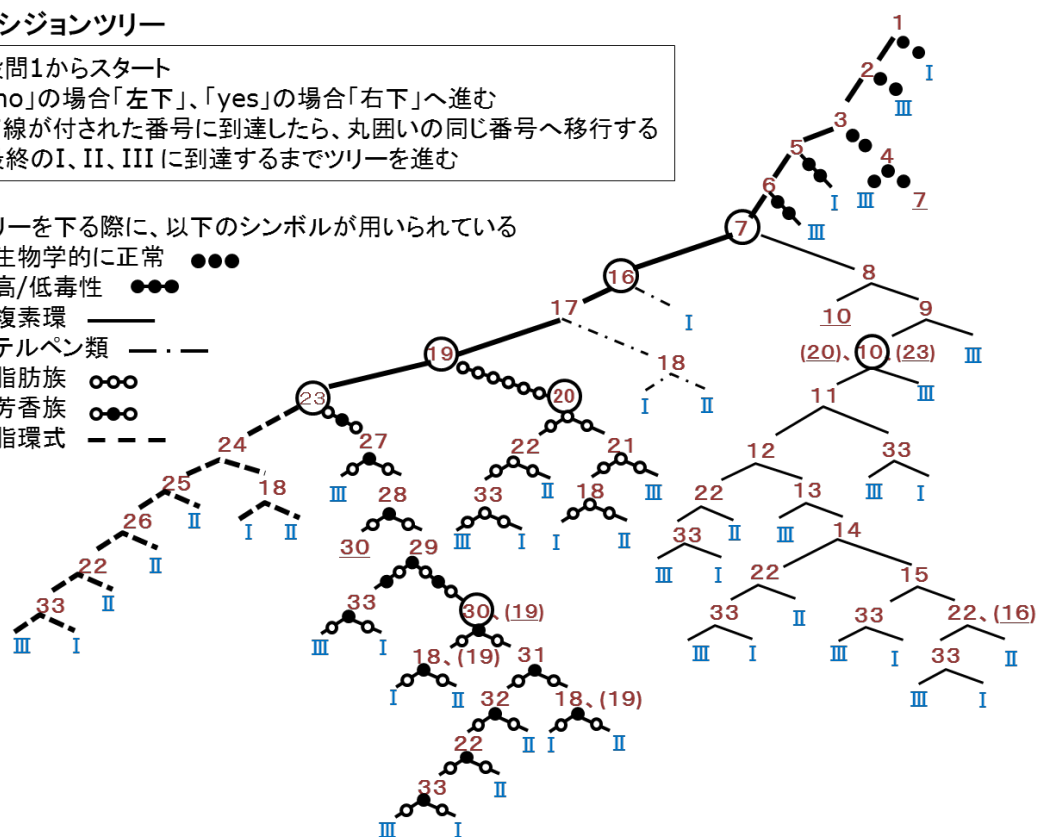 シジョンツリー
問1からスタート
no」の場合「左下」、「yes」の場合「右下」へ進む
線が付された番号に到達したら、丸囲いの同じ番号へ移行する
終のI、II、III に到達するまでツリーを進む
リーを下る際に、以下のシンボルが用いられている
生物学的に正常
高/低毒性
複素環
テルペン類
脂肪族
芳香族
脂環式
1
2 I
3 III
5 4
6 I III 7
7 III
16 8
17 I 10 9
19 18 (20)、10、(23) III
23 20 I II 11 III
24 27 22 21 12 33
25 18 III 28 33 II 18 III 22 13 III I
26 II I II 30 29 III I I II 33 II III 14
22 II 33 30、(19) III I 22 15
33 II III I 18、(19) 31 33 II 33 22、(16)
III I I II 32 18、(19) III I III I 33 II
22 II I II III I
33 II
III I